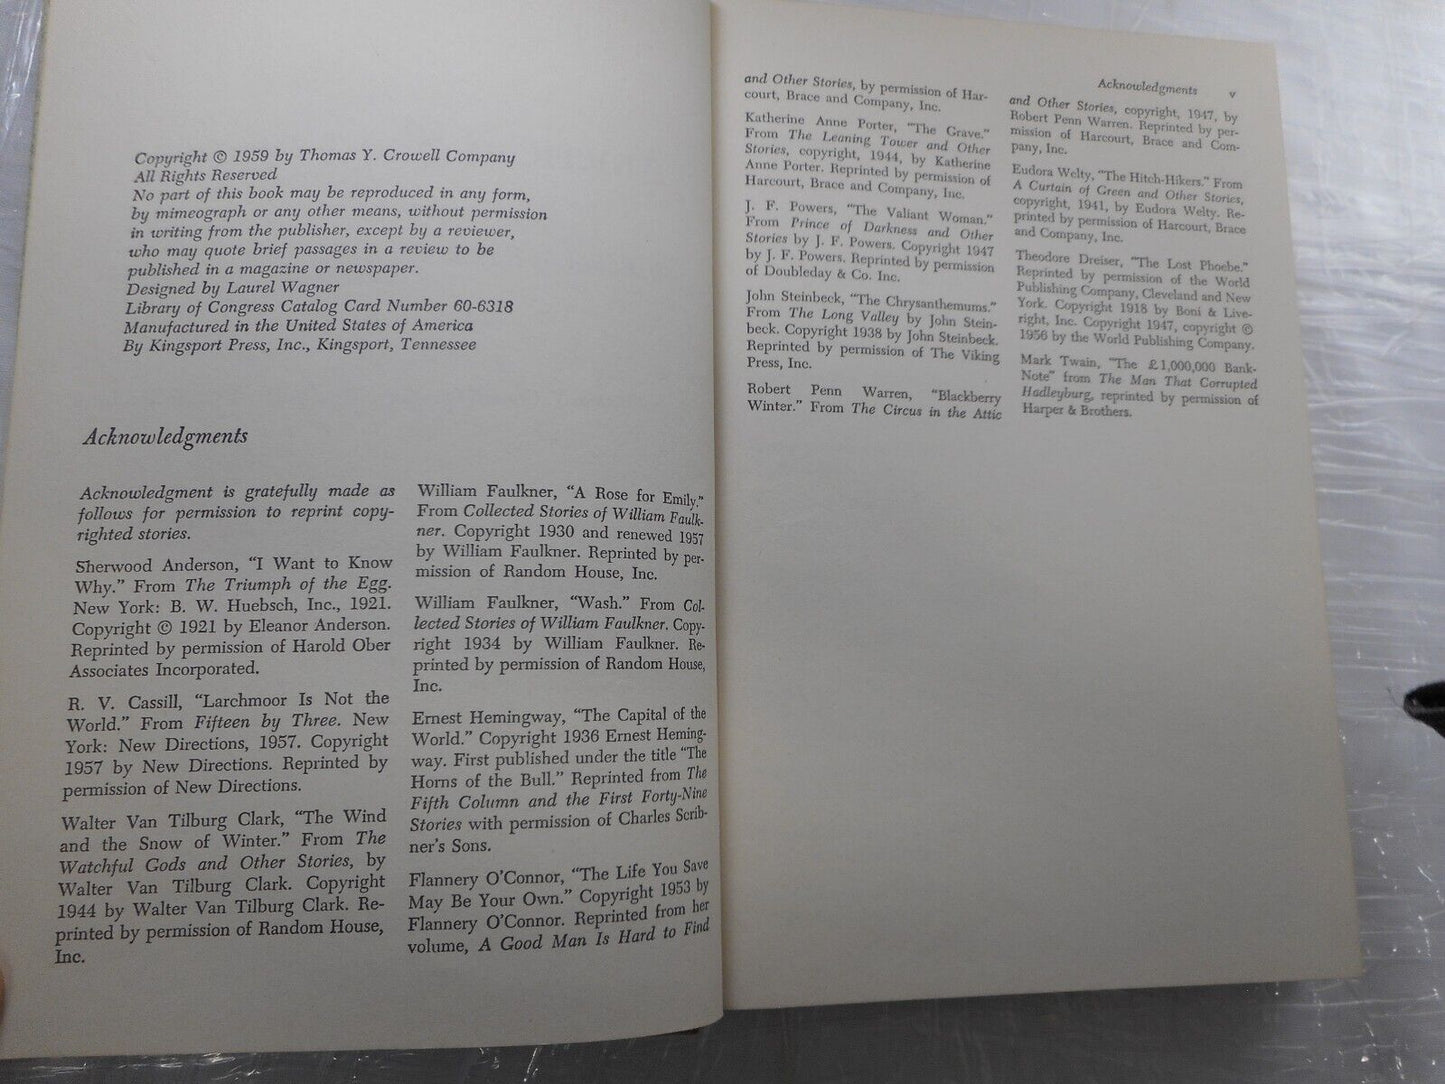 Copyright © 1959 by Thomas Y. Crowell Company
All Rights Reserved
No part of this book may be reproduced in any form,
by mimeograph or any other means, without permission
in writing from the publisher, except by a reviewer,
who may quote brief passages in a review to be
published in a magazine or newspaper.
Designed by Laurel Wagner
Library of Congress Catalog Card Number 60-6318
Manufactured in the United States of America
By Kingsport Press, Inc., Kingsport, Tennessee
Acknowledgments
Acknowledgment is gratefully made as
follows for permission to reprint copy-
righted stories.
Sherwood Anderson, “I Want to Know
Why.” From The Triumph of the Egg.
New York: B. W. Huebsch, Inc., 1921.
Copyright © 1921 by Eleanor Anderson.
Reprinted by permission of Harold Ober
Associates Incorporated.
R. V. Cassill, “Larchmoor Is Not the
World.” From Fifteen by Three. New
York: New Directions, 1957. Copyright
1957 by New Directions. Reprinted by
permission of New Directions.
Walter Van Tilburg Clark, “The Wind
and the Snow of Winter.” From The
Watchful Gods and Other Stories, by
Walter Van Tilburg Clark. Copyright
1944 by Walter Van Tilburg Clark. Re-
printed by permission of Random House,
Inc.
William Faulkner, “A Rose for Emily.”
From Collected Stories of William Faulk-
ner. Copyright 1930 and renewed 1957
by William Faulkner. Reprinted by per-
mission of Random House, Inc.
William Faulkner, “Wash.” From Col-
lected Stories of William Faulkner. Copy-
right 1934 by William Faulkner. Re-
printed by permission of Random House,
Inc.
Ernest Hemingway, “The Capital of the
World.” Copyright 1936 Ernest Heming-
way. First published under the title “The
Horns of the Bull.” Reprinted from The
Fifth Column and the First Forty-Nine
Stories with permission of Charles Scrib-
ner’s Sons.
Flannery O’Connor, “The Life You Save
May Be Your Own.” Copyright 1953 by
Flannery O’Connor. Reprinted from her
volume, A Good Man Is Hard to Find
Acknowledgments v
and Other Stories, by permission of Har-
court, Brace and Company, Inc.
Katherine Anne Porter, “The Grave.”
From The Leaning Tower and Other
Stories, copyright, 1944, by Katherine
Anne Porter. Reprinted by permission of
Harcourt, Brace and Company, Inc.
J. F. Powers, “The Valiant Woman.”
From Prince of Darkness and Other
Stories by J. F. Powers. Copyright 1947
by J. F. Powers. Reprinted by permission
of Doubleday & Co. Inc.
John Steinbeck, “The Chrysanthemums.”
From The Long Valley by John Stein-
beck. Copyright 1938 by John Steinbeck.
Reprinted by permission of The Viking
Press, Inc.
Robert Penn Warren, “Blackberry
Winter.” From The Circus in the Attic
and Other Stories, copyright, 1947, by
Robert Penn Warren. Reprinted by per-
mission of Harcourt, Brace and Com-
pany, Inc.
Eudora Welty, “The Hitch-Hikers.” From
A Curtain of Green and Other Stories,
copyright, 1941, by Eudora Welty. Re-
printed by permission of Harcourt, Brace
and Company, Inc.
Theodore Dreiser, “The Lost Phoebe.”
Reprinted by permission of the World
Publishing Company, Cleveland and New
York. Copyright 1918 by Boni & Live-
right, Inc. Copyright 1947, copyright ©
1956 by the World Publishing Company.
Mark Twain, “The £1,000,000 Bank-
Note” from The Man That Corrupted
Hadleyburg, reprinted by permission of
Harper & Brothers.